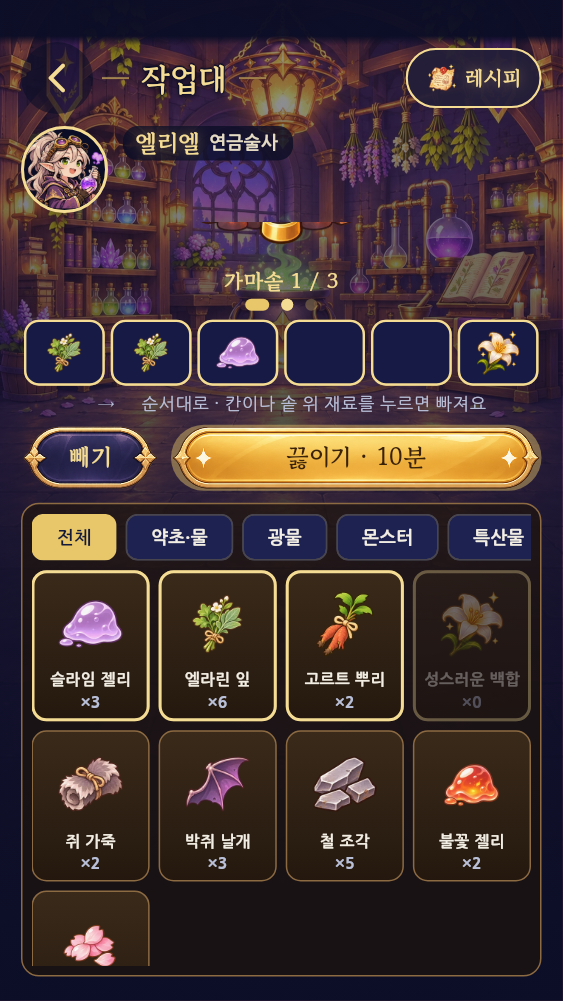 작업대
레시피
엘리엘 연금술사
가마솥 1 / 3
→ 순서대로 · 칸이나 솥 위 재료를 누르면 빠져요
빼기
끓이기 · 10분
전체
약초·물
광물
몬스터
특산물
슬라임 젤리
×3
엘라린 잎
×6
고르트 뿌리
×2
성스러운 백합
×0
쥐 가죽
×2
박쥐 날개
×3
철 조각
×5
불꽃 젤리
×2